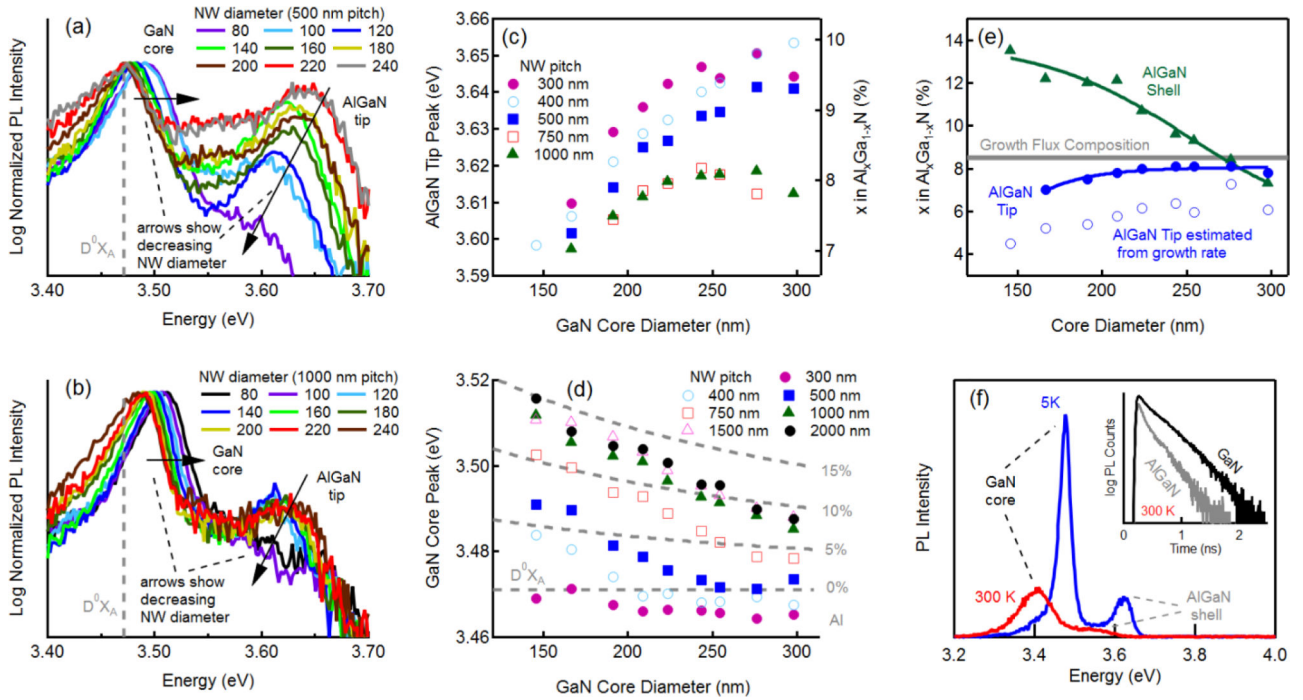 (a)
NW diameter (500 nm pitch)
GaN
core
80 100 120
140 160 180
200 220 240
AlGaN
tip
arrows show
decreasing
NW diameter
D⁰X_A
Log Normalized PL Intensity
3.40 3.50 3.60 3.70
Energy (eV)
(b)
NW diameter (1000 nm pitch)
80 100 120
140 160 180
200 220 240
GaN
core
AlGaN
tip
arrows show
decreasing
NW diameter
D⁰X_A
Log Normalized PL Intensity
3.40 3.50 3.60 3.70
Energy (eV)
(c)
NW pitch
300 nm
400 nm
500 nm
750 nm
1000 nm
AlGaN Tip Peak (eV)
3.66
3.65
3.64
3.63
3.62
3.61
3.60
3.59
x in AlₓGa₁₋ₓN (%)
10
9
8
7
150 200 250 300
GaN Core Diameter (nm)
(d)
NW pitch 300 nm
400 nm 500 nm
750 nm 1000 nm
1500 nm 2000 nm
15%
10%
5%
0%
Al
D⁰X_A
GaN Core Peak (eV)
3.52
3.50
3.48
3.46
150 200 250 300
GaN Core Diameter (nm)
(e)
AlGaN
Shell
Growth Flux Composition
AlGaN
Tip
AlGaN Tip estimated
from growth rate
x in AlₓGa₁₋ₓN (%)
14
12
10
8
6
4
150 200 250 300
Core Diameter (nm)
(f)
5K
GaN
core
300 K
AlGaN
shell
log PL Counts
GaN
AlGaN
300 K
0 1 2
Time (ns)
PL Intensity
3.2 3.4 3.6 3.8 4.0
Energy (eV)